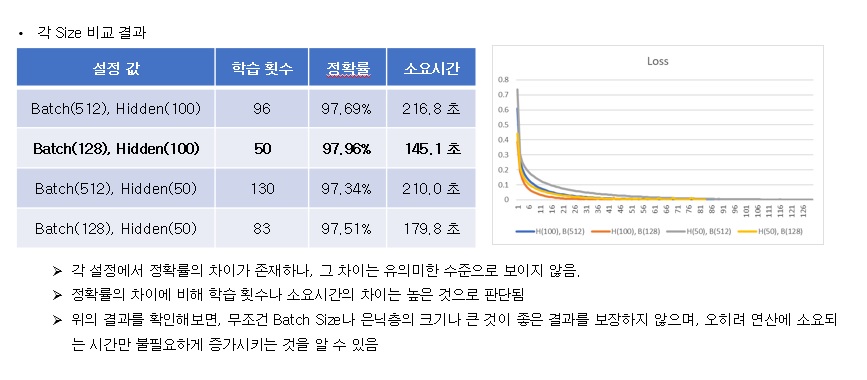 • 각 Size 비교 결과
설정 값 학습 횟수 정확률 소요시간
Batch(512), Hidden(100) 96 97.69% 216.8 초
Batch(128), Hidden(100) 50 97.96% 145.1 초
Batch(512), Hidden(50) 130 97.34% 210.0 초
Batch(128), Hidden(50) 83 97.51% 179.8 초
Loss
0.8
0.7
0.6
0.5
0.4
0.3
0.2
0.1
0
1 6 11 16 21 26 31 36 41 46 51 56 61 66 71 76 81 86 91 96 101 106 111 116 121 126
H(100), B(512) H(100), B(128) H(50), B(512) H(50), B(128)
➢ 각 설정에서 정확률의 차이가 존재하나, 그 차이는 유의미한 수준으로 보이지 않음.
➢ 정확률의 차이에 비해 학습 횟수나 소요시간의 차이는 높은 것으로 판단됨
➢ 위의 결과를 확인해보면, 무조건 Batch Size나 은닉층의 크기나 큰 것이 좋은 결과를 보장하지 않으며, 오히려 연산에 소요되
는 시간만 불필요하게 증가시키는 것을 알 수 있음